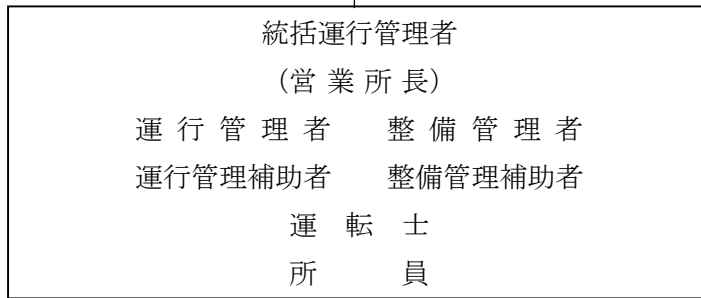 統括運行管理者
（営 業 所 長）
運 行 管 理 者　　整 備 管 理 者
運行管理補助者　　整備管理補助者
運　転　士
所　　　員